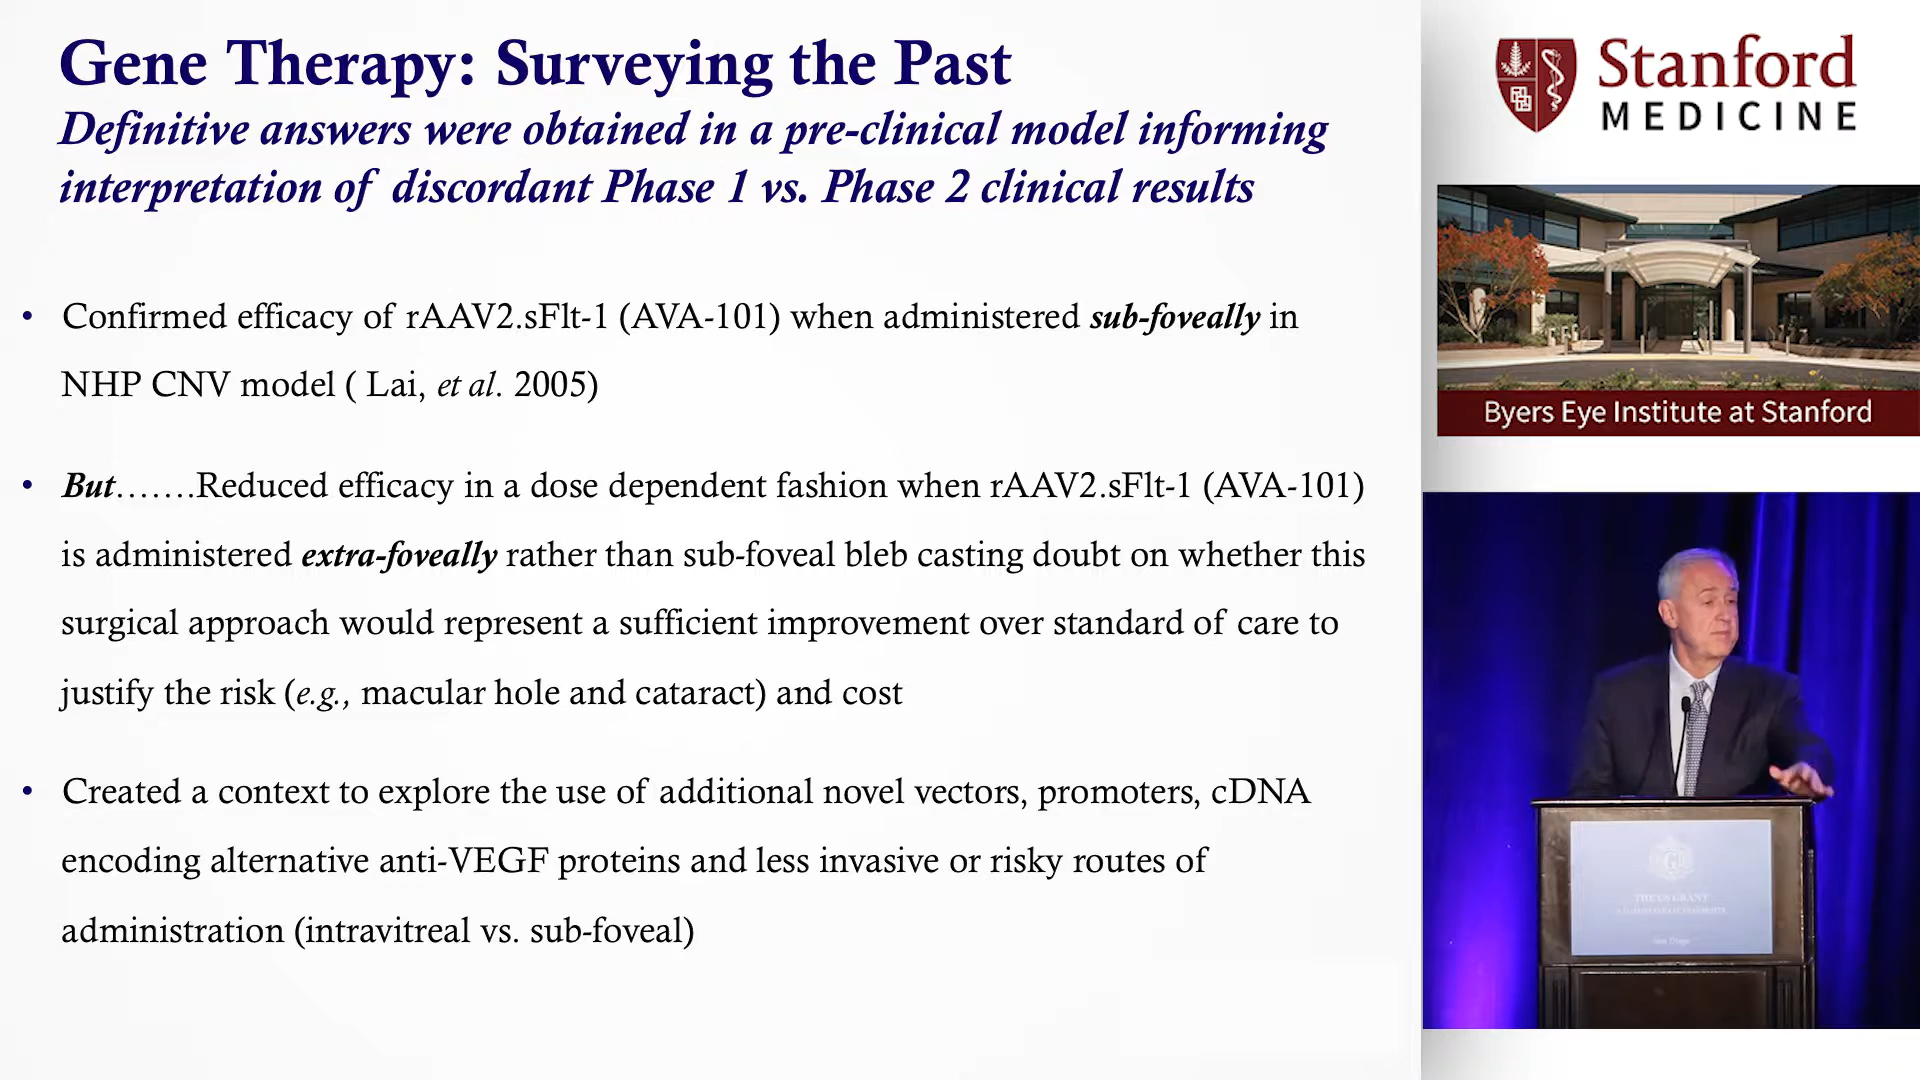 Gene Therapy: Surveying the Past
Definitive answers were obtained in a pre-clinical model informing
interpretation of discordant Phase 1 vs. Phase 2 clinical results
• Confirmed efficacy of rAAV2.sFlt-1 (AVA-101) when administered sub-foveally in
NHP CNV model ( Lai, et al. 2005)
• But…….Reduced efficacy in a dose dependent fashion when rAAV2.sFlt-1 (AVA-101)
is administered extra-foveally rather than sub-foveal bleb casting doubt on whether this
surgical approach would represent a sufficient improvement over standard of care to
justify the risk (e.g., macular hole and cataract) and cost
• Created a context to explore the use of additional novel vectors, promoters, cDNA
encoding alternative anti-VEGF proteins and less invasive or risky routes of
administration (intravitreal vs. sub-foveal)
Stanford
MEDICINE
Byers Eye Institute at Stanford
THE US GRANT
San Diego